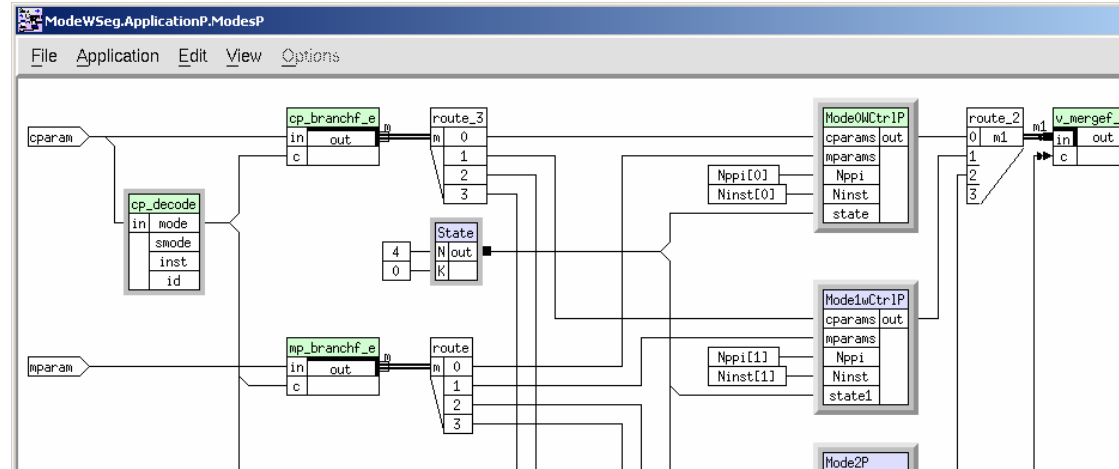 ModeWSeg.ApplicationP.ModesP
File Application Edit View Options
cparam
cp_branchf_e
in out
c
m
route_3
m 0
1
2
3
Mode0WCtrlP
cparams out
mparams
Nppi
Ninst
state
Nppi[0]
Ninst[0]
route_2
0 m1
1
2
3
m1
v_mergef_
in out
c
cp_decode
in mode
smode
inst
id
State
N out
K
4
0
Mode1wCtrlP
cparams out
mparams
Nppi
Ninst
state1
Nppi[1]
Ninst[1]
mparam
mp_branchf_e
in out
c
m
route
m 0
1
2
3
Mode2P